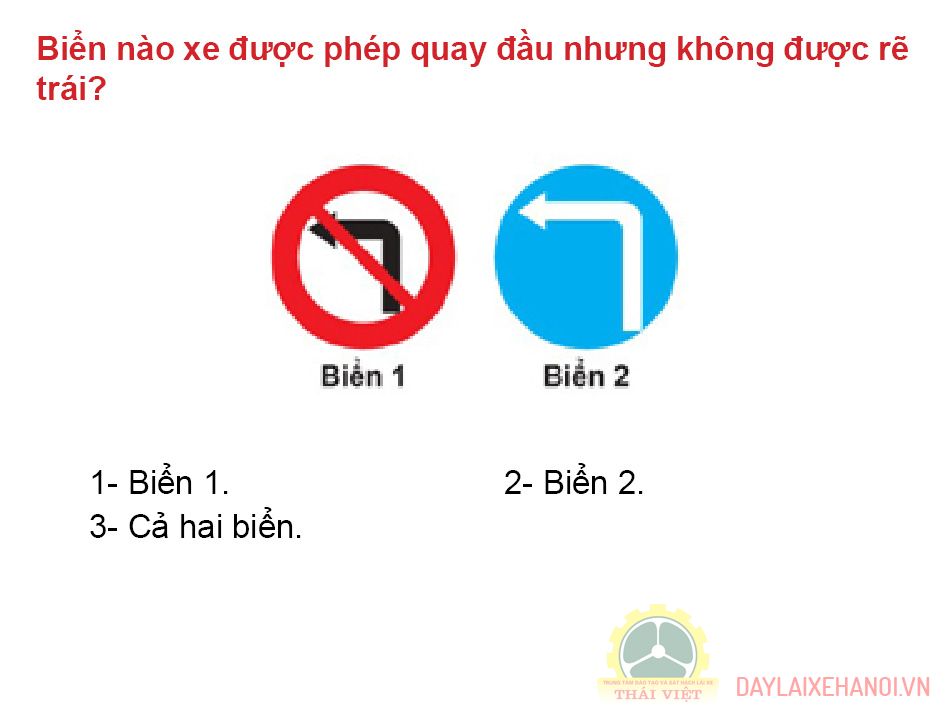 Biển nào xe được phép quay đầu nhưng không được rẽ
trái?
Biển 1
Biển 2
1- Biển 1.
2- Biển 2.
3- Cả hai biển.
TRUNG TÂM ĐÀO TẠO VÀ SÁT HẠCH LÁI XE
THÁI VIỆT
DAYLAIXEHANOI.VN